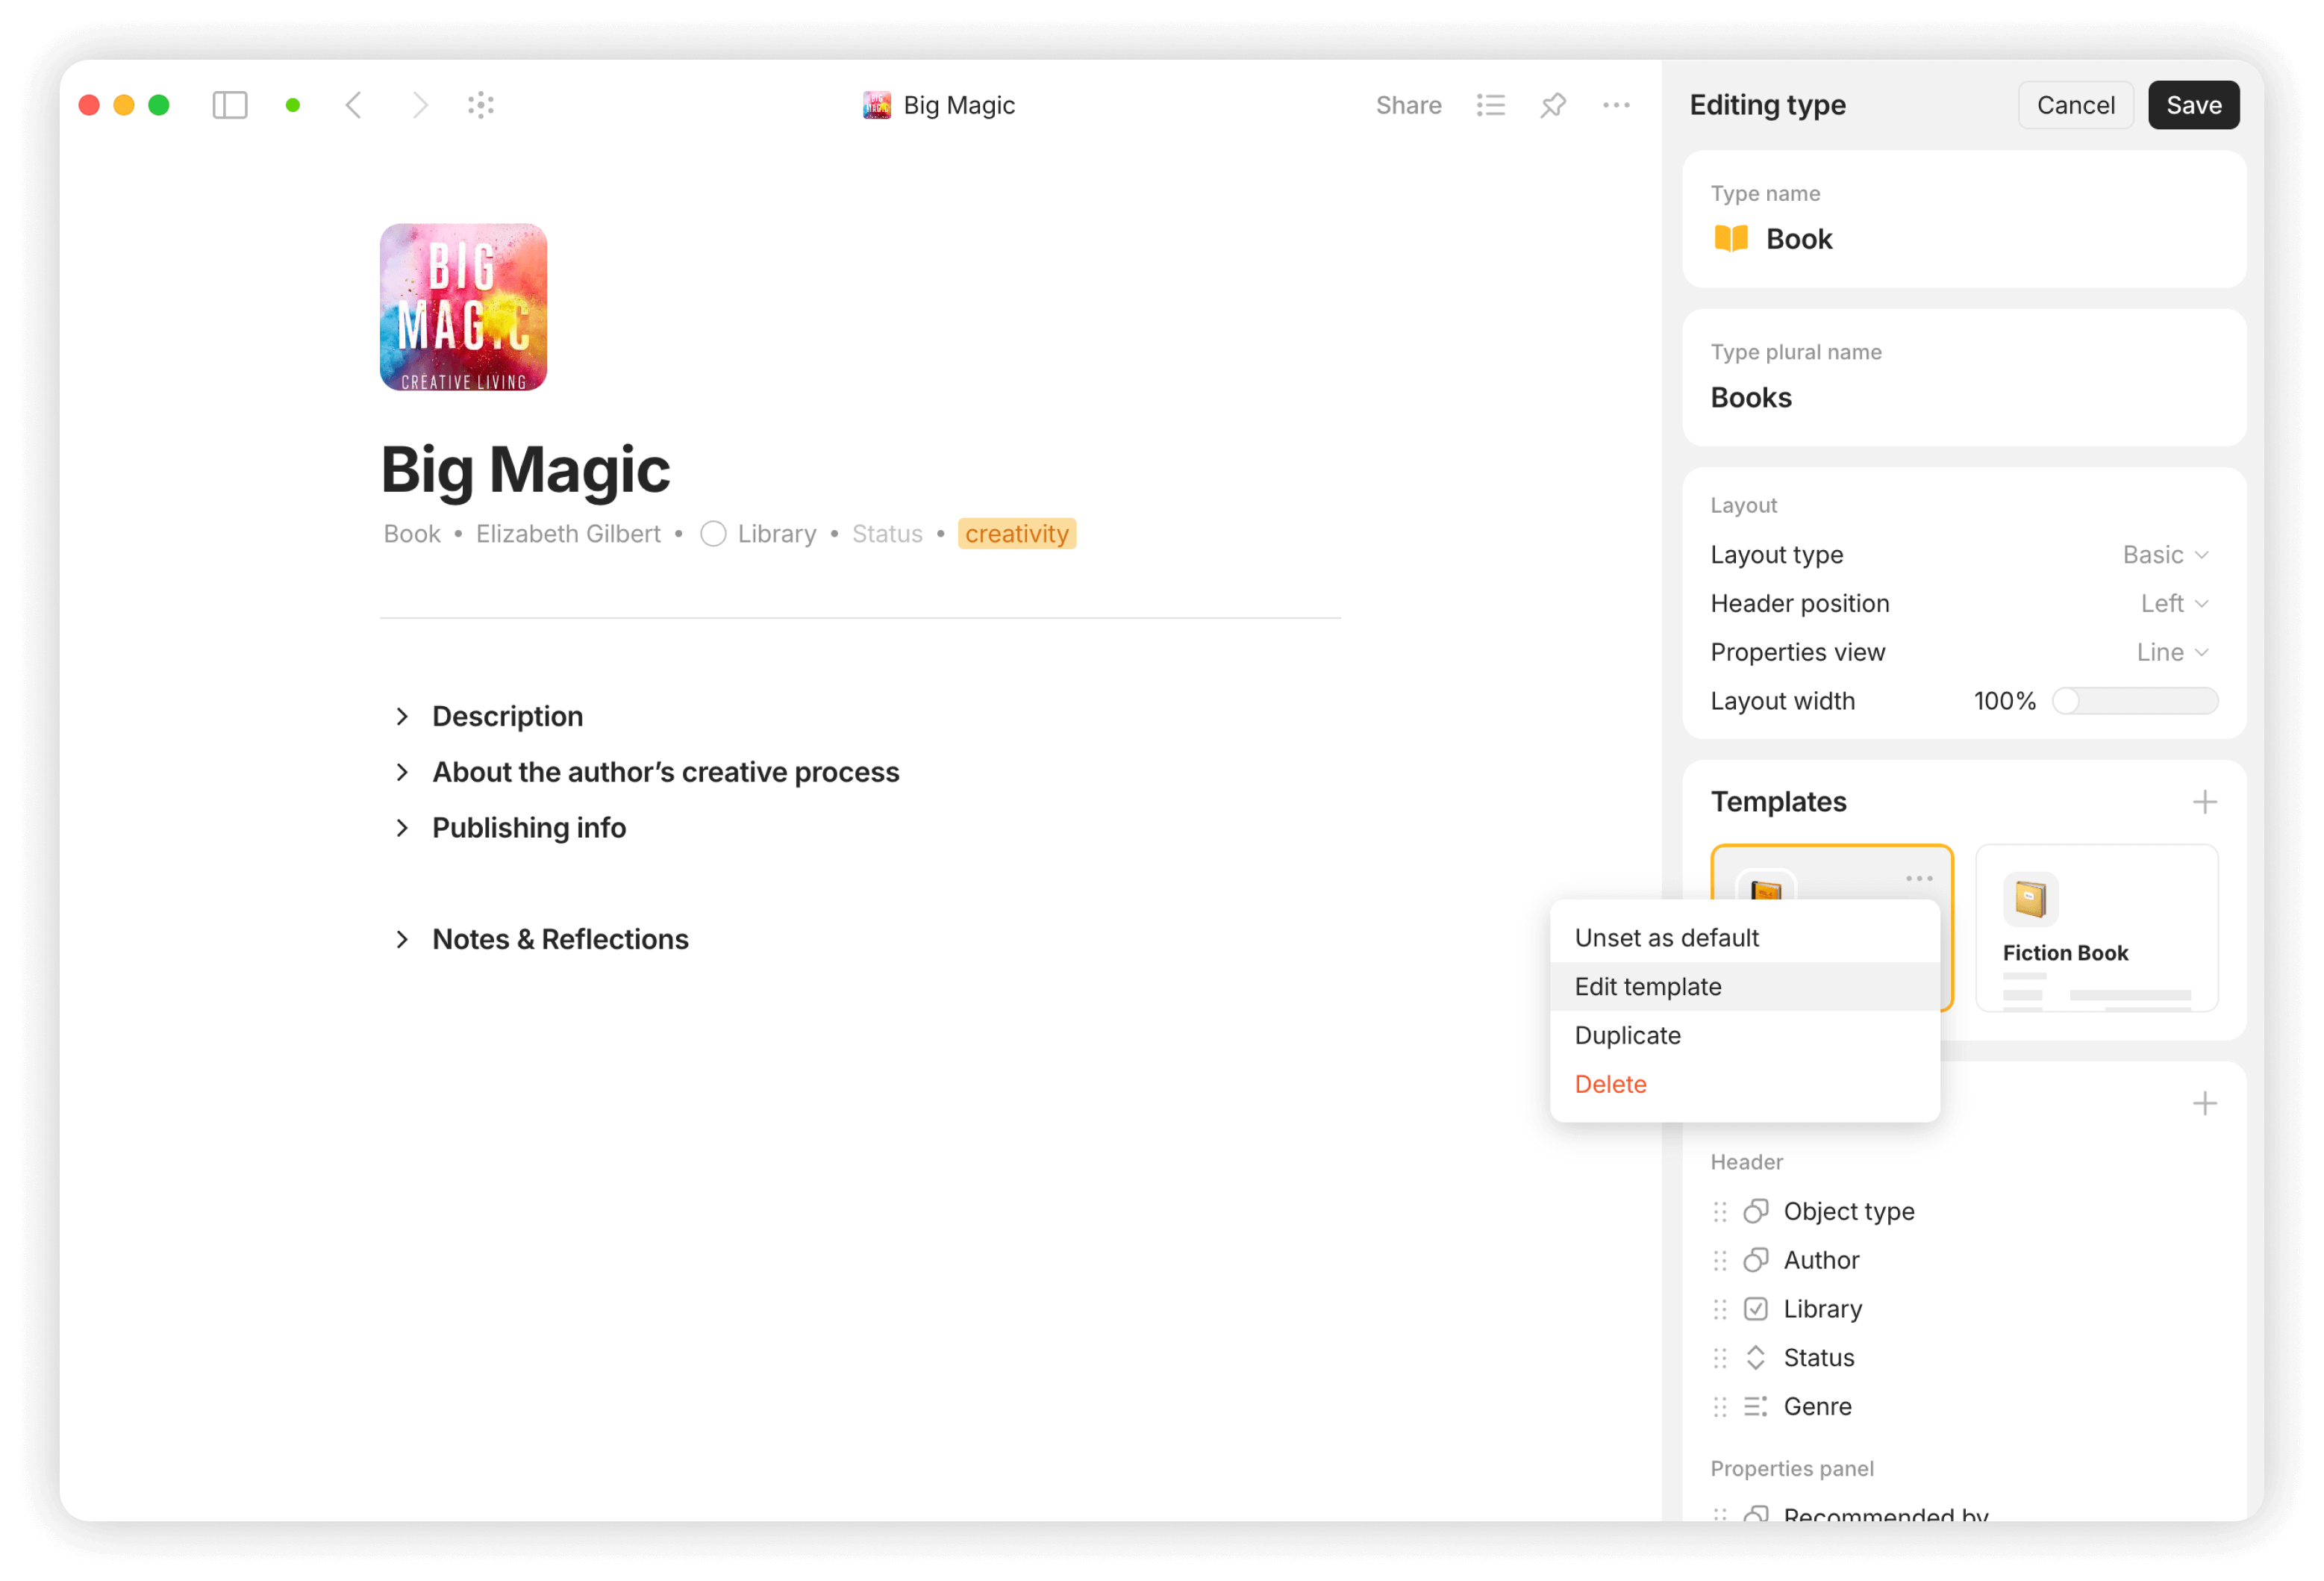 Big Magic
Share
Editing type
Cancel
Save
BIG
MAGIC
CREATIVE LIVING
Big Magic
Book • Elizabeth Gilbert • Library • Status • creativity
Description
About the author’s creative process
Publishing info
Notes & Reflections
Type name
Book
Type plural name
Books
Layout
Layout type Basic
Header position Left
Properties view Line
Layout width 100%
Templates
Fiction Book
Unset as default
Edit template
Duplicate
Delete
Header
Object type
Author
Library
Status
Genre
Properties panel
Recommended by